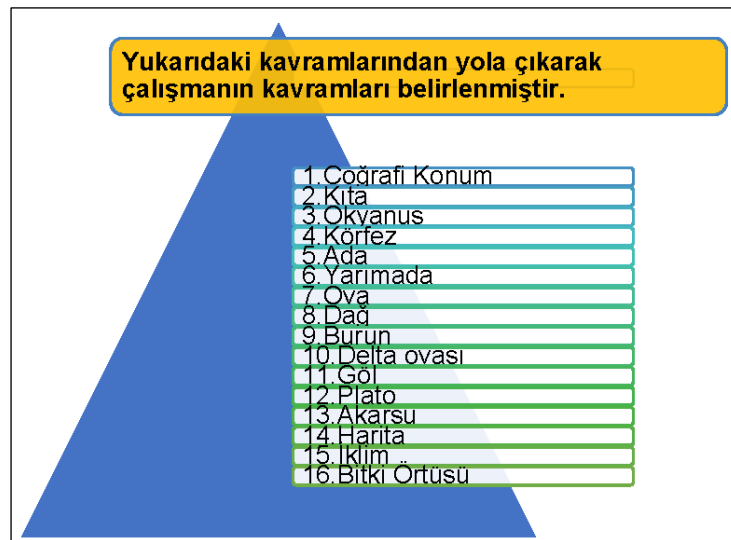 Yukarıdaki kavramlarından yola çıkarak
çalışmanın kavramları belirlenmiştir.
1.Coğrafi Konum
2.Kıta
3.Okyanus
4.Körfez
5.Ada
6.Yarımada
7.Ova
8.Dağ
9.Burun
10.Delta ovası
11.Göl
12.Plato
13.Akarsu
14.Harita
15.İklim
16.Bitki Örtüsü